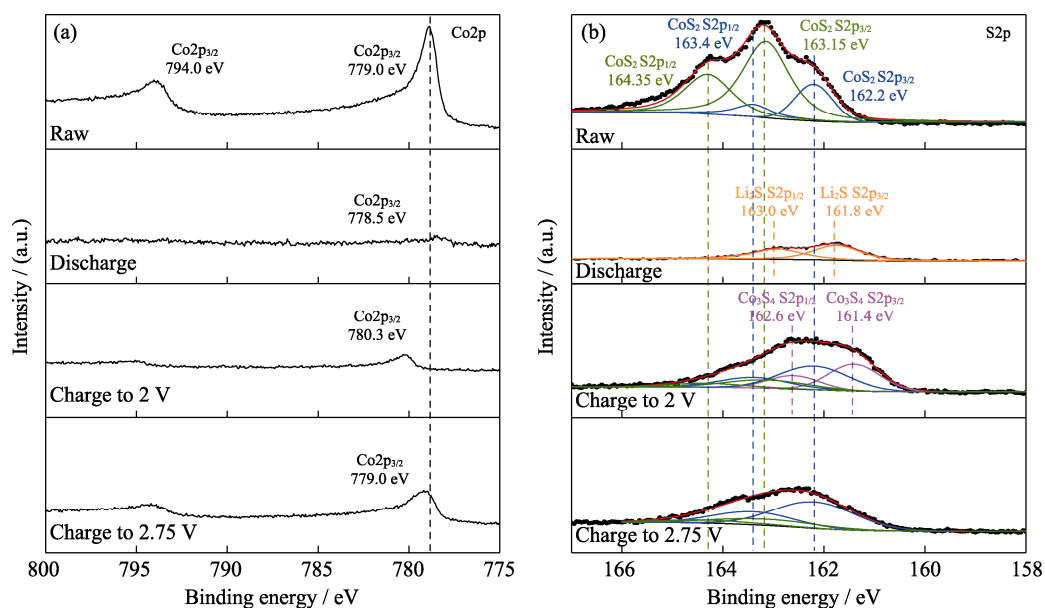 (a)
Co2p
Co2p3/2
794.0 eV
Co2p3/2
779.0 eV
Raw
Co2p3/2
778.5 eV
Discharge
Co2p3/2
780.3 eV
Charge to 2 V
Co2p3/2
779.0 eV
Charge to 2.75 V
800 795 790 785 780 775
Binding energy / eV
Intensity / (a.u.)
(b)
S2p
CoS2 S2p1/2
163.4 eV
CoS2 S2p3/2
163.15 eV
CoS2 S2p1/2
164.35 eV
CoS2 S2p3/2
162.2 eV
Raw
Li2S S2p1/2
163.0 eV
Li2S S2p3/2
161.8 eV
Discharge
Co3S4 S2p1/2
162.6 eV
Co3S4 S2p3/2
161.4 eV
Charge to 2 V
Charge to 2.75 V
166 164 162 160 158
Binding energy / eV
Intensity / (a.u.)